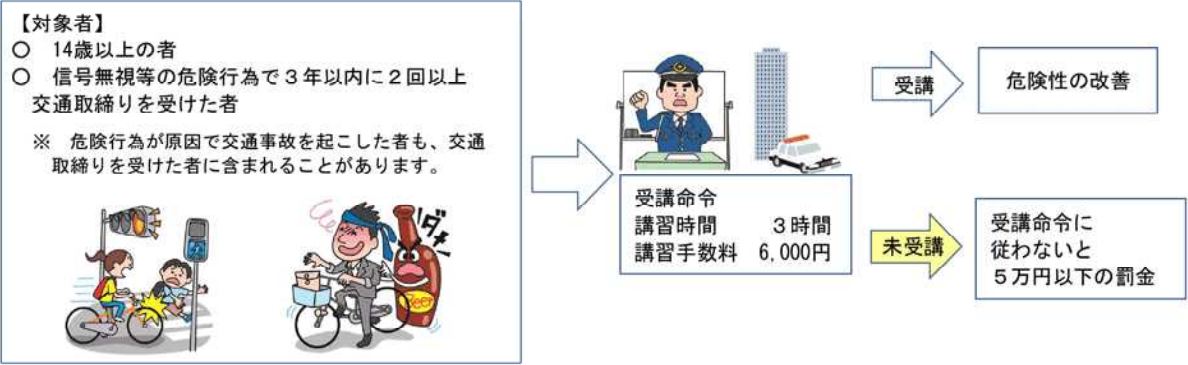 【対象者】
○ 14歳以上の者
○ 信号無視等の危険行為で３年以内に２回以上
交通取締りを受けた者
※ 危険行為が原因で交通事故を起こした者も、交通
取締りを受けた者に含まれることがあります。
ダメ
Beer
受講命令
講習時間 ３時間
講習手数料 6,000円
受講
危険性の改善
未受講
受講命令に
従わないと
５万円以下の罰金